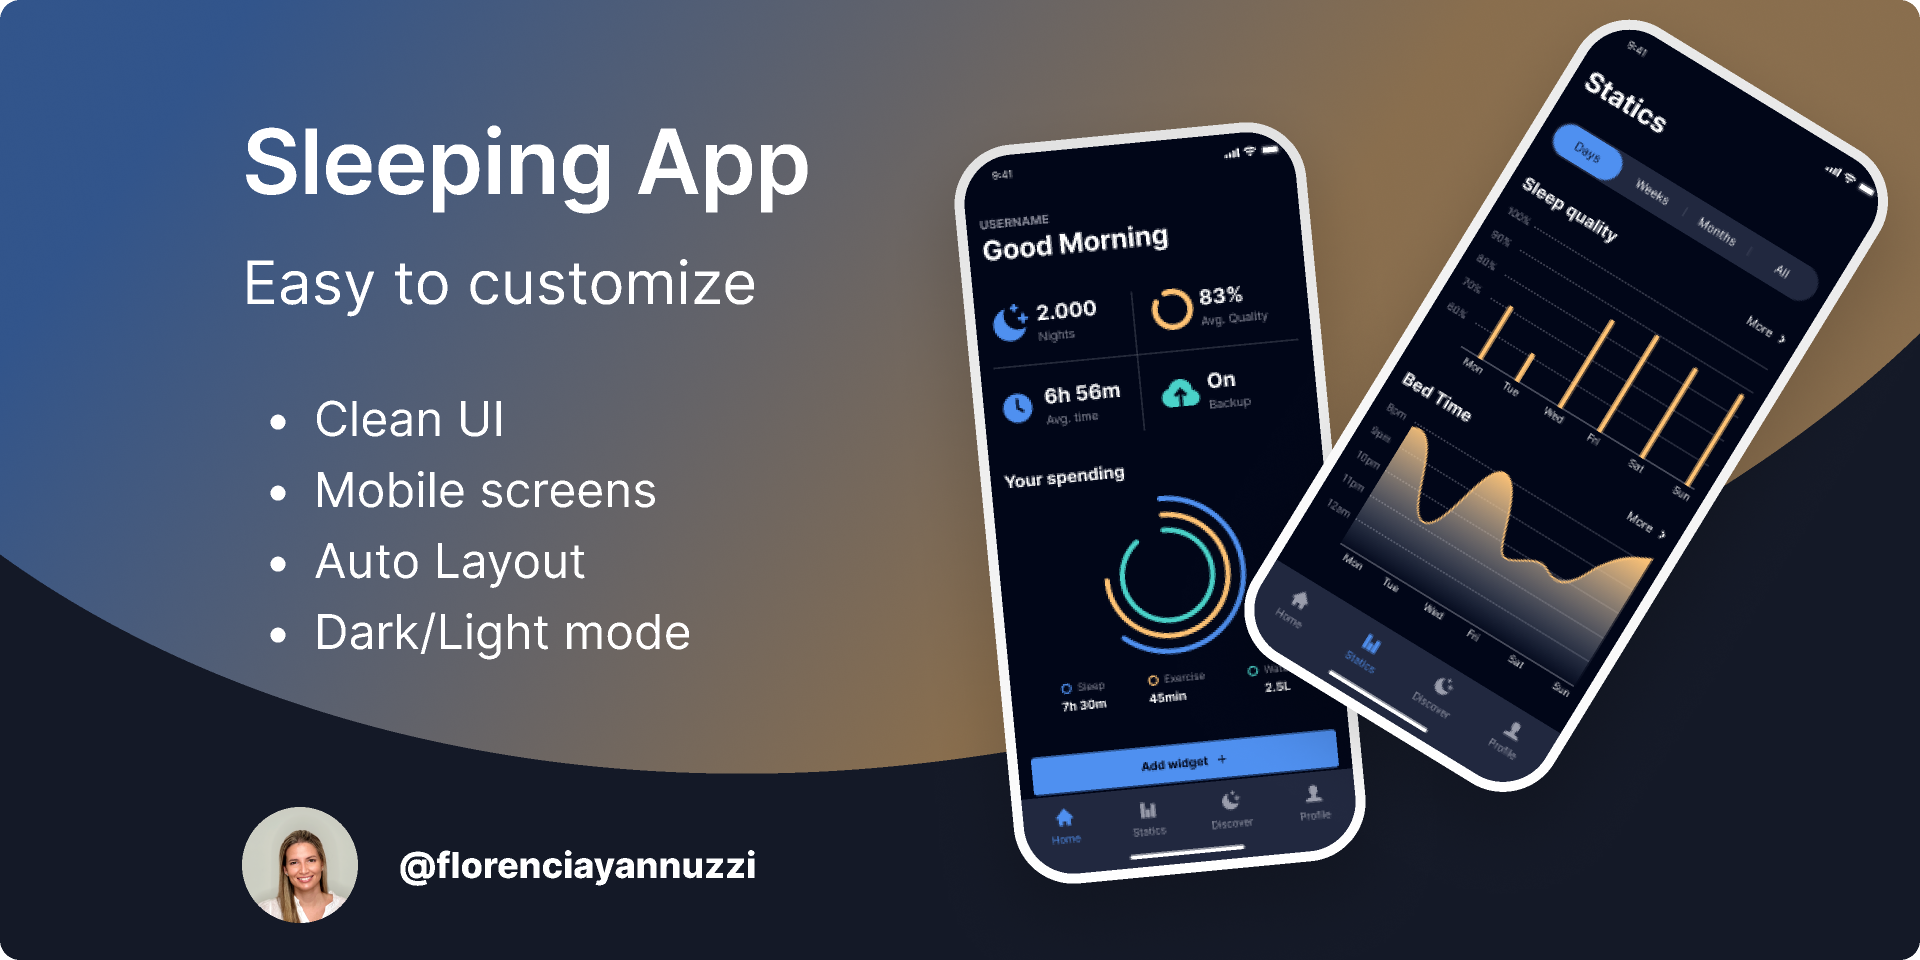 Sleeping App
Easy to customize
• Clean UI
• Mobile screens
• Auto Layout
• Dark/Light mode
@florenciayannuzzi
9:41
USERNAME
Good Morning
2.000
Nights
83%
Avg. Quality
6h 56m
Avg. time
On
Backup
Your spending
Sleep
7h 30m
Exercise
45min
2.5L
Add widget +
Home
Statics
Discover
Profile
9:41
Statics
Days
Weeks
Months
All
Sleep quality
More
100%
90%
80%
70%
60%
Mon
Tue
Wed
Fri
Sat
Sun
Bed Time
More
8pm
9pm
10pm
11pm
12am
Mon
Tue
Wed
Fri
Sat
Sun
Home
Statics
Discover
Profile